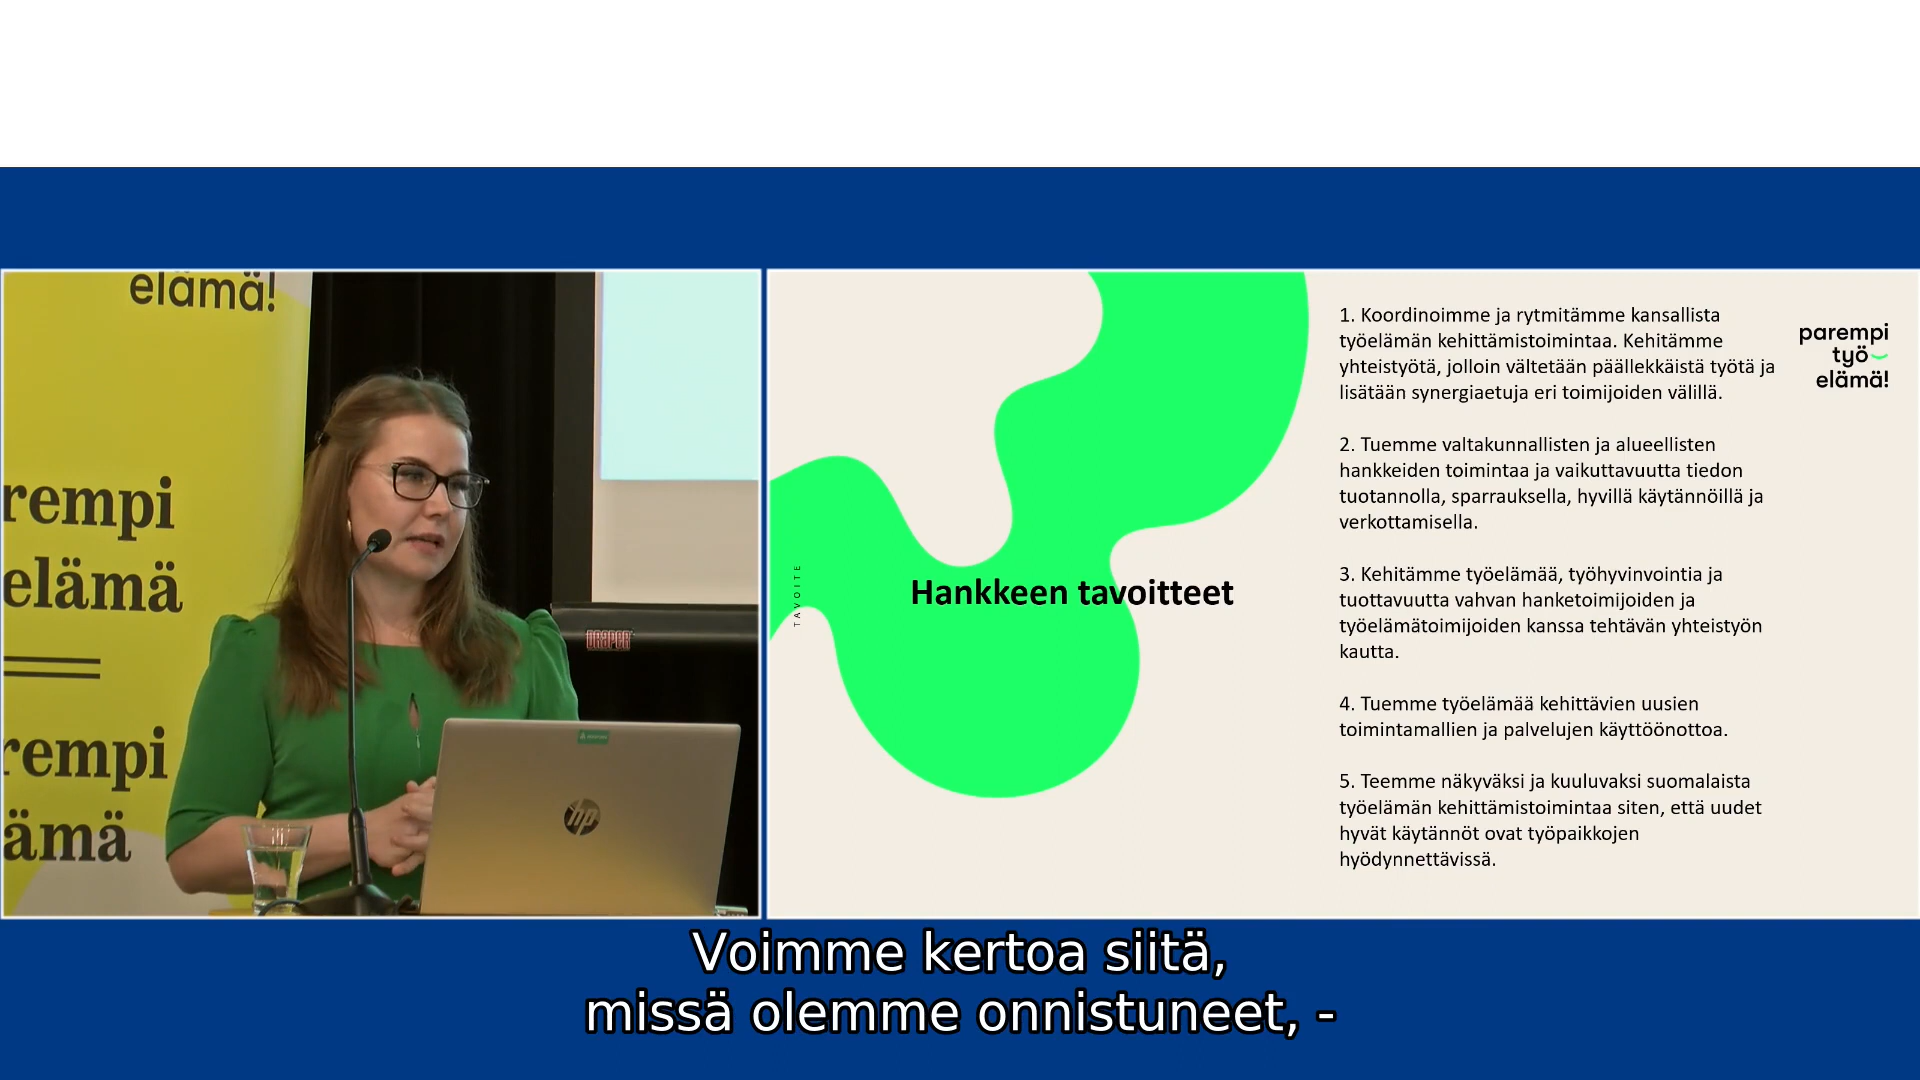 elämä!
rempi
elämä
rempi
ämä
DRAPER
hp
TAVOITE
Hankkeen tavoitteet
1. Koordinoimme ja rytmitämme kansallista
työelämän kehittämistoimintaa. Kehitämme
yhteistyötä, jolloin vältetään päällekkäistä työtä ja
lisätään synergiaetuja eri toimijoiden välillä.
2. Tuemme valtakunnallisten ja alueellisten
hankkeiden toimintaa ja vaikuttavuutta tiedon
tuotannolla, sparrauksella, hyvillä käytännöillä ja
verkottamisella.
3. Kehitämme työelämää, työhyvinvointia ja
tuottavuutta vahvan hanketoimijoiden ja
työelämätoimijoiden kanssa tehtävän yhteistyön
kautta.
4. Tuemme työelämää kehittävien uusien
toimintamallien ja palvelujen käyttöönottoa.
5. Teemme näkyväksi ja kuuluvaksi suomalaista
työelämän kehittämistoimintaa siten, että uudet
hyvät käytännöt ovat työpaikkojen
hyödynnettävissä.
parempi
työ
elämä!
Voimme kertoa siitä,
missä olemme onnistuneet, -